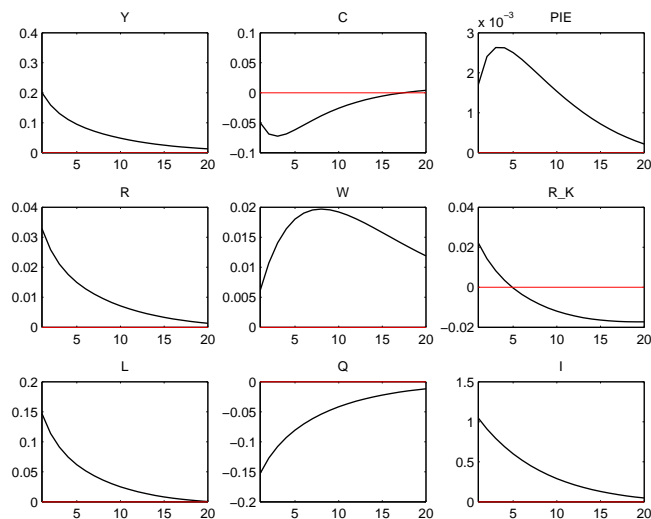 Y C PIE
x 10⁻³
0.4 0.1 3
0.3 0.05 2
0.2 0 1
0.1 −0.05
0 −0.1 0
5 10 15 20 5 10 15 20 5 10 15 20
R W R_K
0.04 0.02 0.04
0.03 0.015 0.02
0.02 0.01 0
0.01 0.005
0 0 −0.02
5 10 15 20 5 10 15 20 5 10 15 20
L Q I
0.2 0 1.5
0.15 −0.05 1
0.1 −0.1 0.5
0.05 −0.15
0 −0.2 0
5 10 15 20 5 10 15 20 5 10 15 20